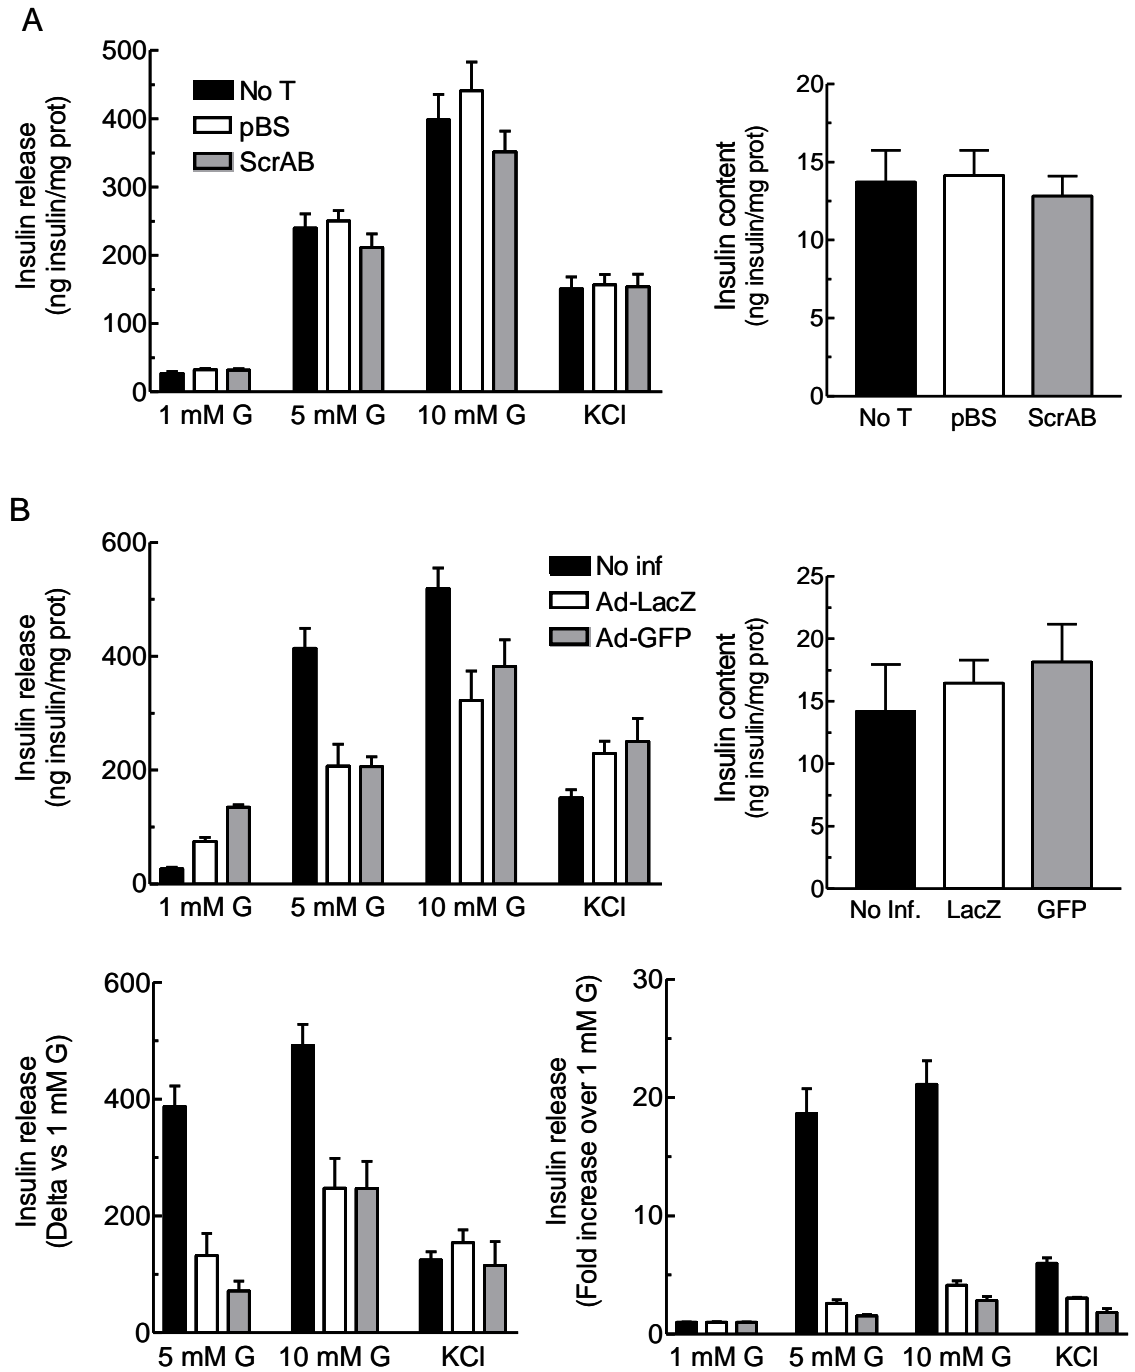 A
Insulin release
(ng insulin/mg prot)
500
400
300
200
100
0
No T
pBS
ScrAB
1 mM G
5 mM G
10 mM G
KCl
Insulin content
(ng insulin/mg prot)
20
15
10
5
0
No T
pBS
ScrAB
B
Insulin release
(ng insulin/mg prot)
600
400
200
0
No inf
Ad-LacZ
Ad-GFP
1 mM G
5 mM G
10 mM G
KCl
Insulin content
(ng insulin/mg prot)
25
20
15
10
5
0
No Inf.
LacZ
GFP
Insulin release
(Delta vs 1 mM G)
600
400
200
0
5 mM G
10 mM G
KCl
Insulin release
(Fold increase over 1 mM G)
30
20
10
0
1 mM G
5 mM G
10 mM G
KCl